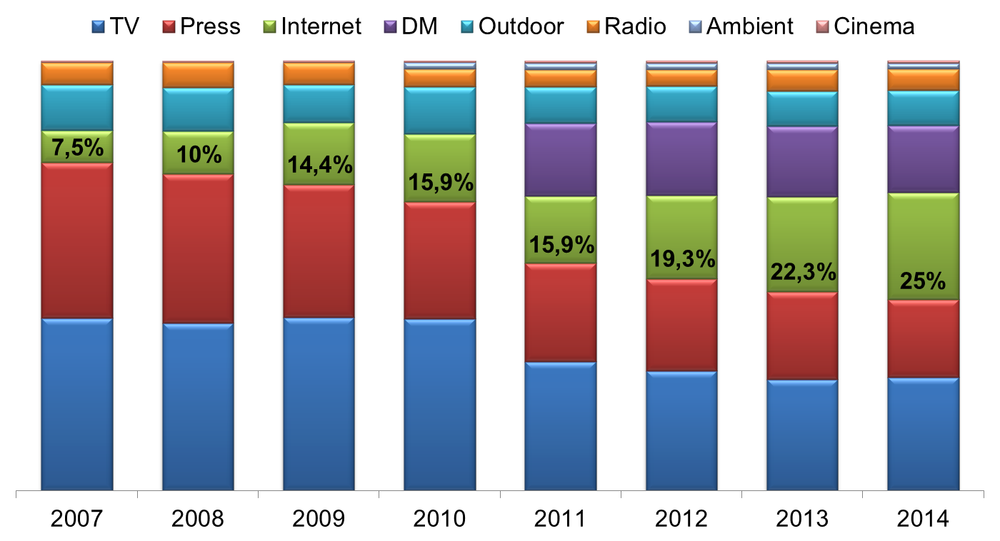 TV Press Internet DM Outdoor Radio Ambient Cinema
7,5% 10% 14,4% 15,9% 15,9% 19,3% 22,3% 25%
2007 2008 2009 2010 2011 2012 2013 2014